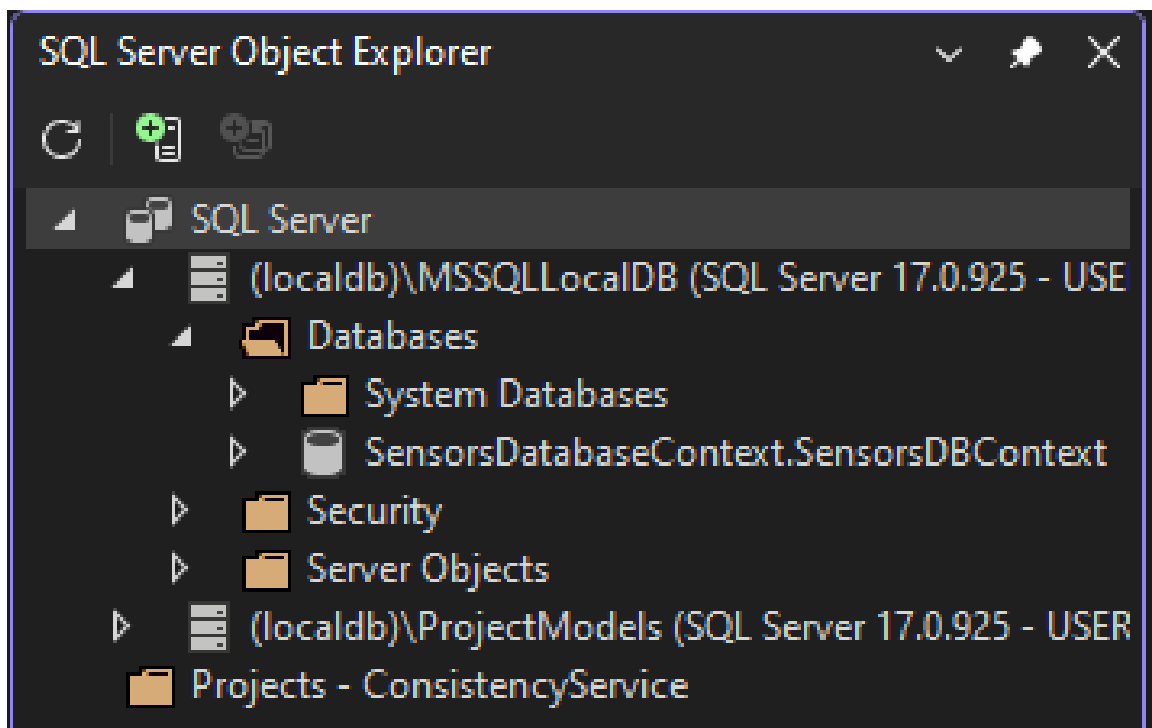 SQL Server Object Explorer
SQL Server
(localdb)\MSSQLLocalDB (SQL Server 17.0.925 - USE
Databases
System Databases
SensorsDatabaseContext.SensorsDBContext
Security
Server Objects
(localdb)\ProjectModels (SQL Server 17.0.925 - USER
Projects - ConsistencyService